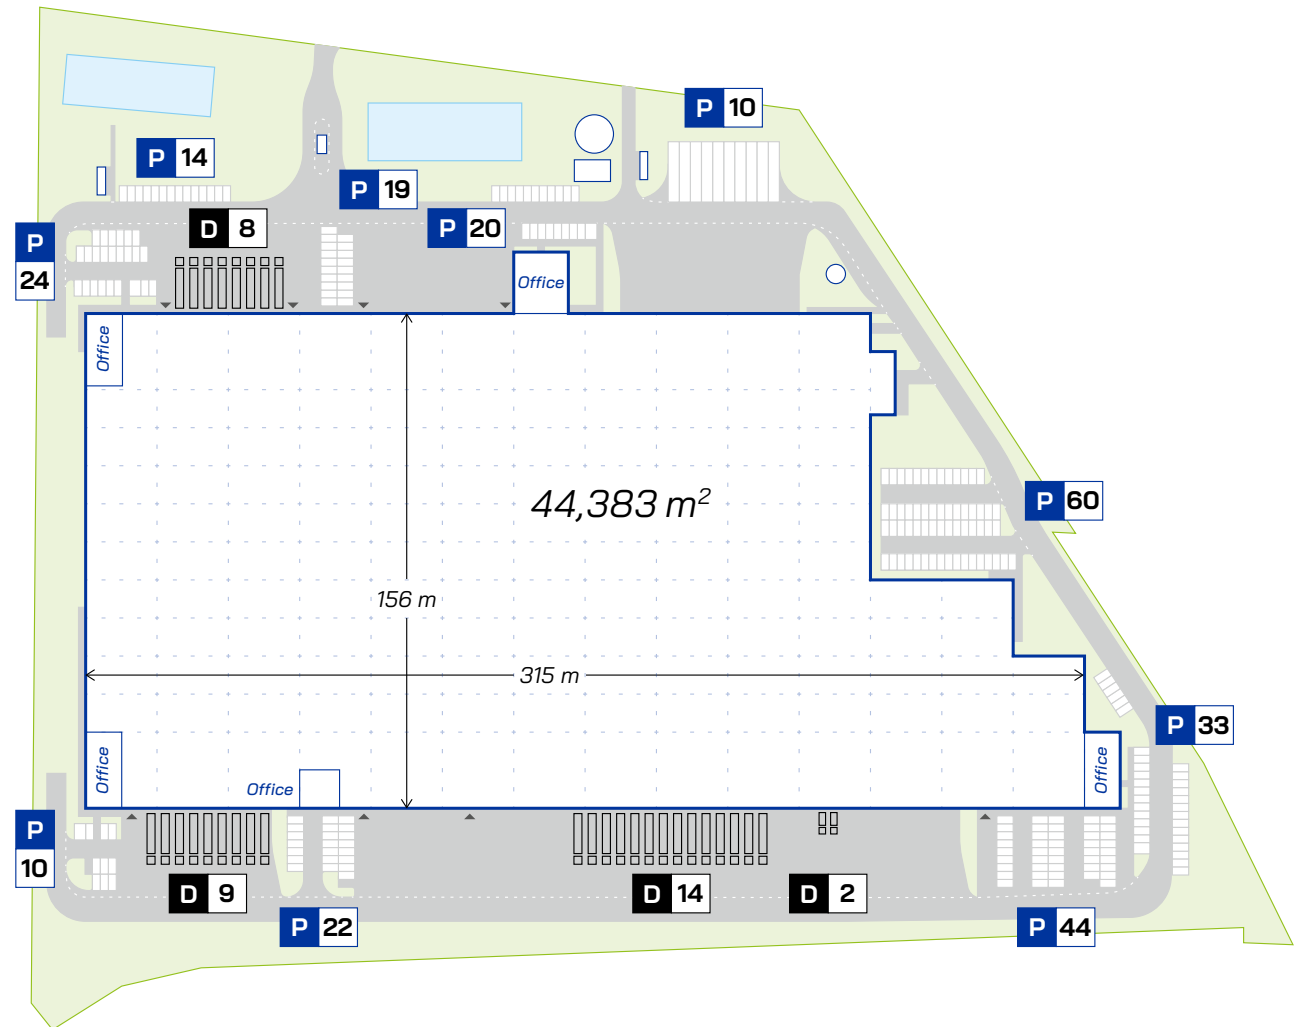 P 10
P 14
P 19
D 8
P 20
P
24
Office
Office
44,383 m²
P 60
156 m
315 m
P 33
Office
Office
Office
P
10
D 9
D 14
D 2
P 22
P 44